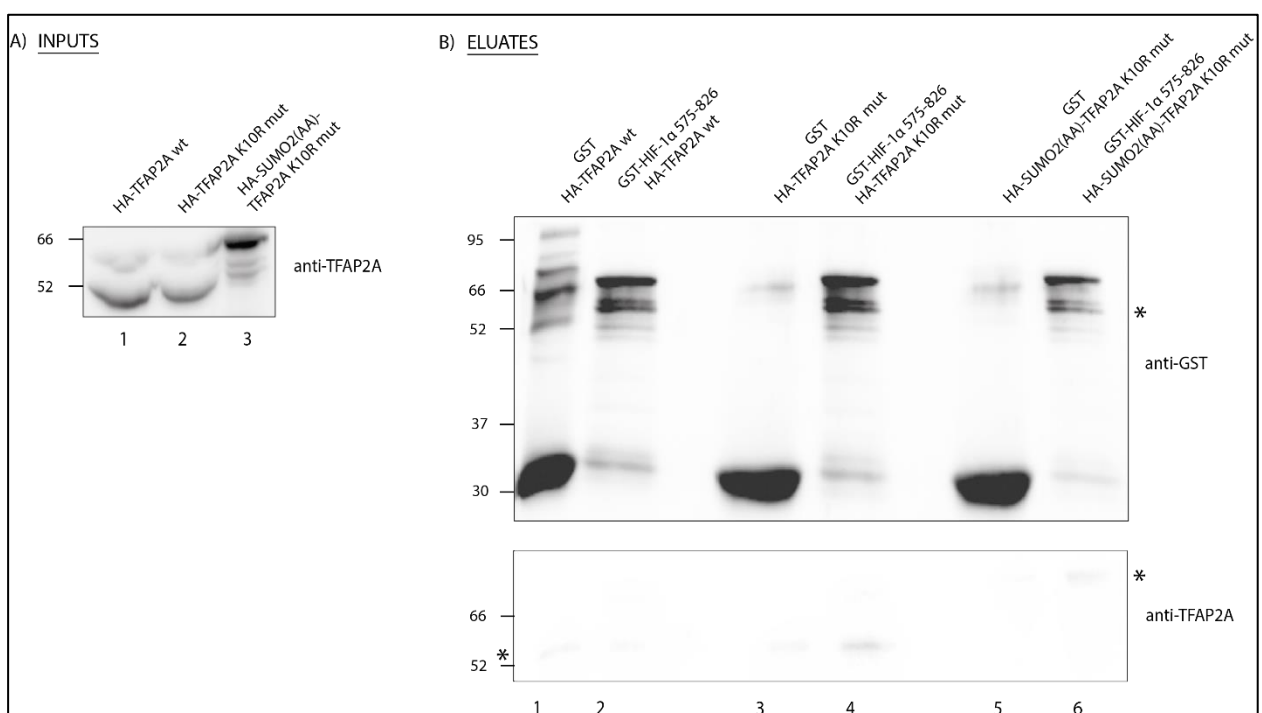 A) INPUTS
HA-TFAP2A wt
HA-TFAP2A K10R mut
HA-SUMO2(AA)-
TFAP2A K10R mut
66
52
anti-TFAP2A
1 2 3
B) ELUATES
GST
HA-TFAP2A wt
GST-HIF-1α 575-826
HA-TFAP2A wt
GST
HA-TFAP2A K10R mut
GST-HIF-1α 575-826
HA-TFAP2A K10R mut
GST
HA-SUMO2(AA)-TFAP2A K10R mut
GST-HIF-1α 575-826
HA-SUMO2(AA)-TFAP2A K10R mut
95
66
*
52
anti-GST
37
30
*
66
anti-TFAP2A
*
52
1 2 3 4 5 6